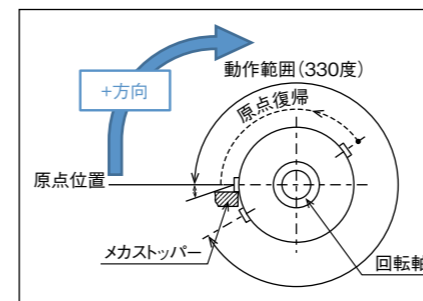 +方向
動作範囲(330度)
原点復帰
原点位置
メカストッパー
回転軸